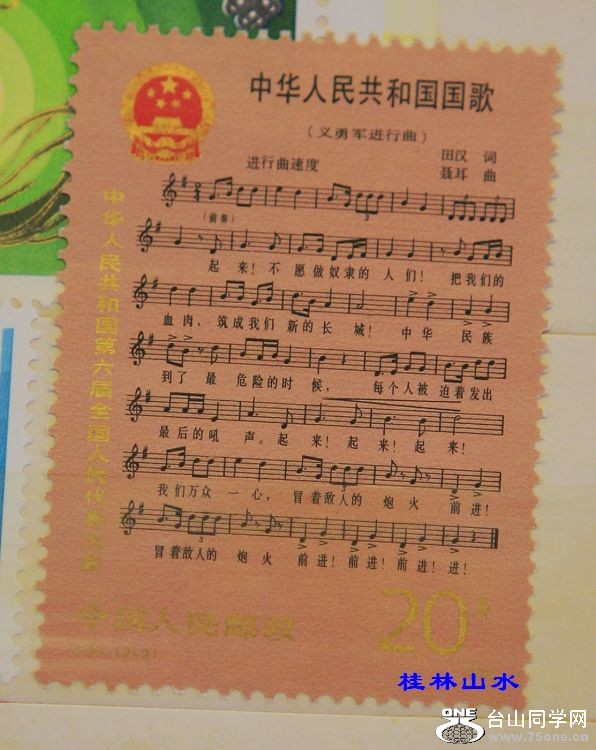 中华人民共和国国歌
(义勇军进行曲)
田汉 词
进行曲速度
聂耳 曲
(前奏)
3
起来!不愿做奴隶的人们!把我们的
血肉,筑成我们新的长城!中华民族
到了最危险的时候,每个人被迫着发出
最后的吼声。起来!起来!起来!
我们万众一心,冒着敌人的炮火前进!
3
冒着敌人的炮火前进!前进!前进!进!
中华人民共和国第六届全国人民代表大会
中国人民邮政
20分
桂林山水
ONE
台山同学网
www.75one.cn